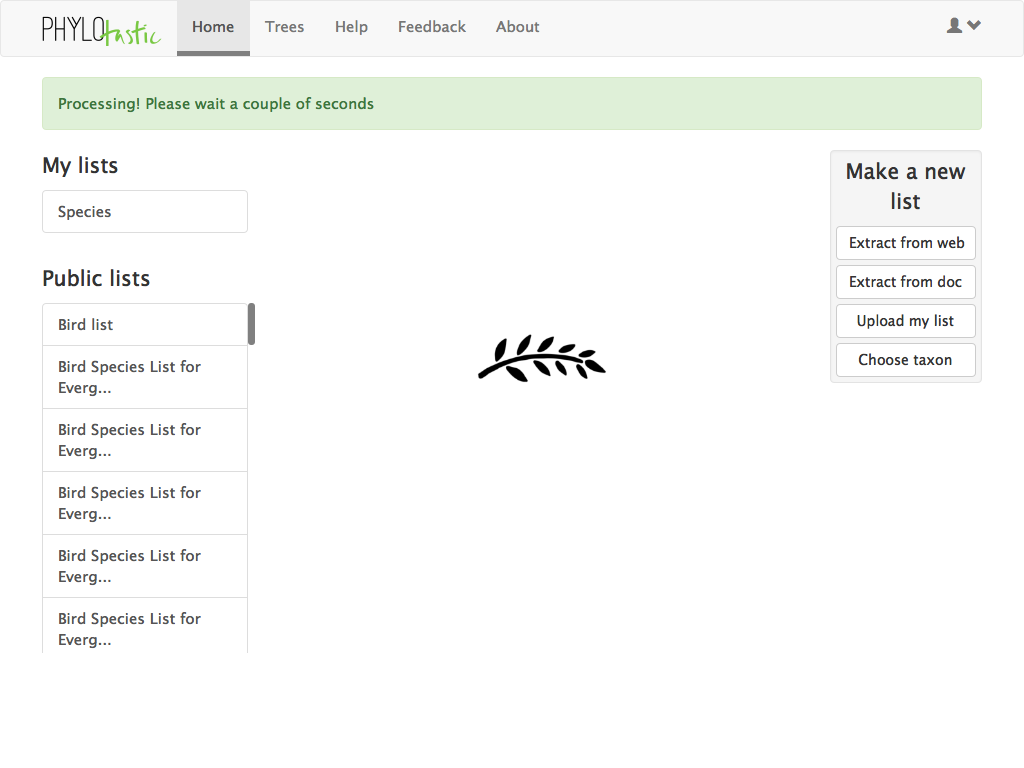 PHYLOtastic
Home
Trees
Help
Feedback
About
Processing! Please wait a couple of seconds
My lists
Species
Public lists
Bird list
Bird Species List for
Everg...
Bird Species List for
Everg...
Bird Species List for
Everg...
Bird Species List for
Everg...
Bird Species List for
Everg...
Make a new
list
Extract from web
Extract from doc
Upload my list
Choose taxon